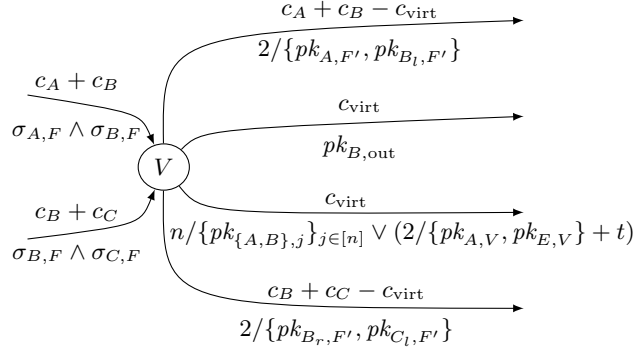 c_A + c_B − c_virt
2/{pk_{A,F′}, pk_{B_l,F′}}
c_A + c_B
σ_{A,F} ∧ σ_{B,F}
c_virt
pk_{B,out}
V
c_B + c_C
σ_{B,F} ∧ σ_{C,F}
c_virt
n/{pk_{{A,B},j}}_{j∈[n]} ∨ (2/{pk_{A,V}, pk_{E,V}} + t)
c_B + c_C − c_virt
2/{pk_{B_r,F′}, pk_{C_l,F′}}